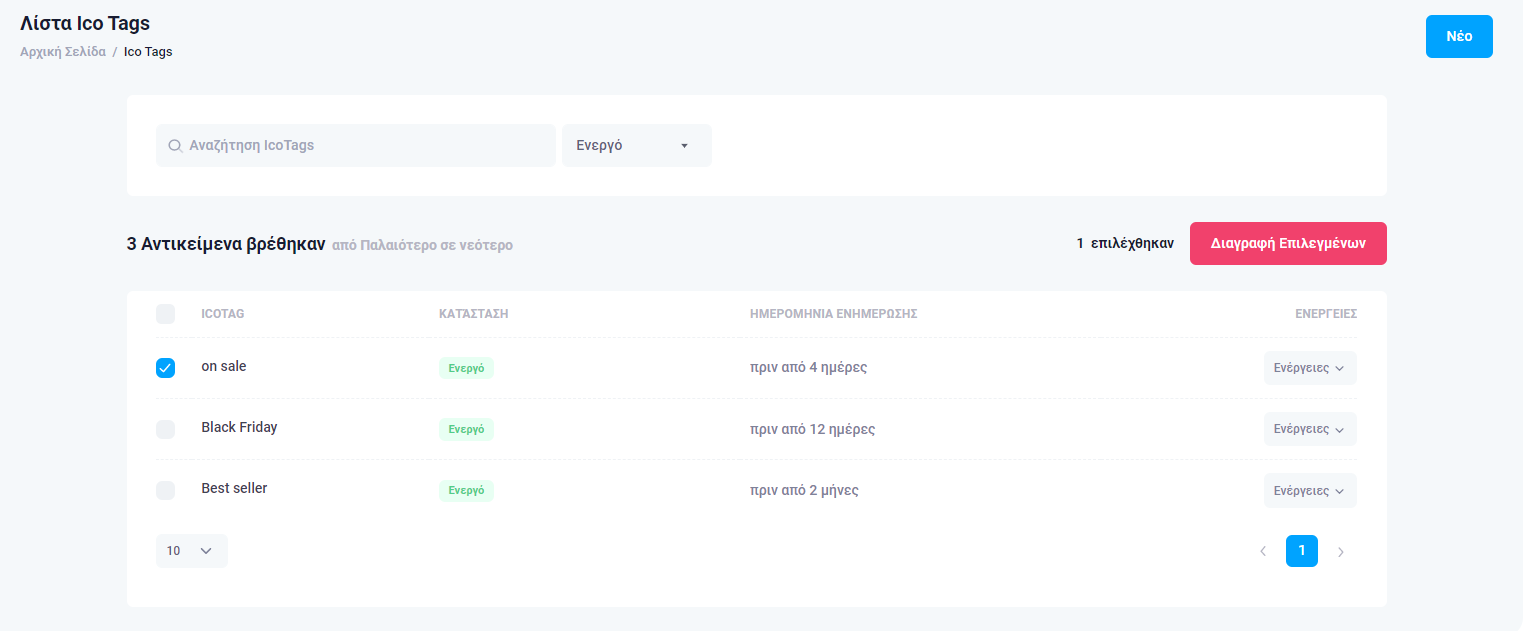 Λίστα Ico Tags
Αρχική Σελίδα / Ico Tags
Νέο
Αναζήτηση IcoTags
Ενεργό
3 Αντικείμενα βρέθηκαν από Παλαιότερο σε νεότερο
1 επιλέχθηκαν
Διαγραφή Επιλεγμένων
ICOTAG ΚΑΤΆΣΤΑΣΗ ΗΜΕΡΟΜΗΝΙΑ ΕΝΗΜΕΡΩΣΗΣ ΕΝΕΡΓΕΙΕΣ
on sale Ενεργό πριν από 4 ημέρες Ενέργειες
Black Friday Ενεργό πριν από 12 ημέρες Ενέργειες
Best seller Ενεργό πριν από 2 μήνες Ενέργειες
10
1